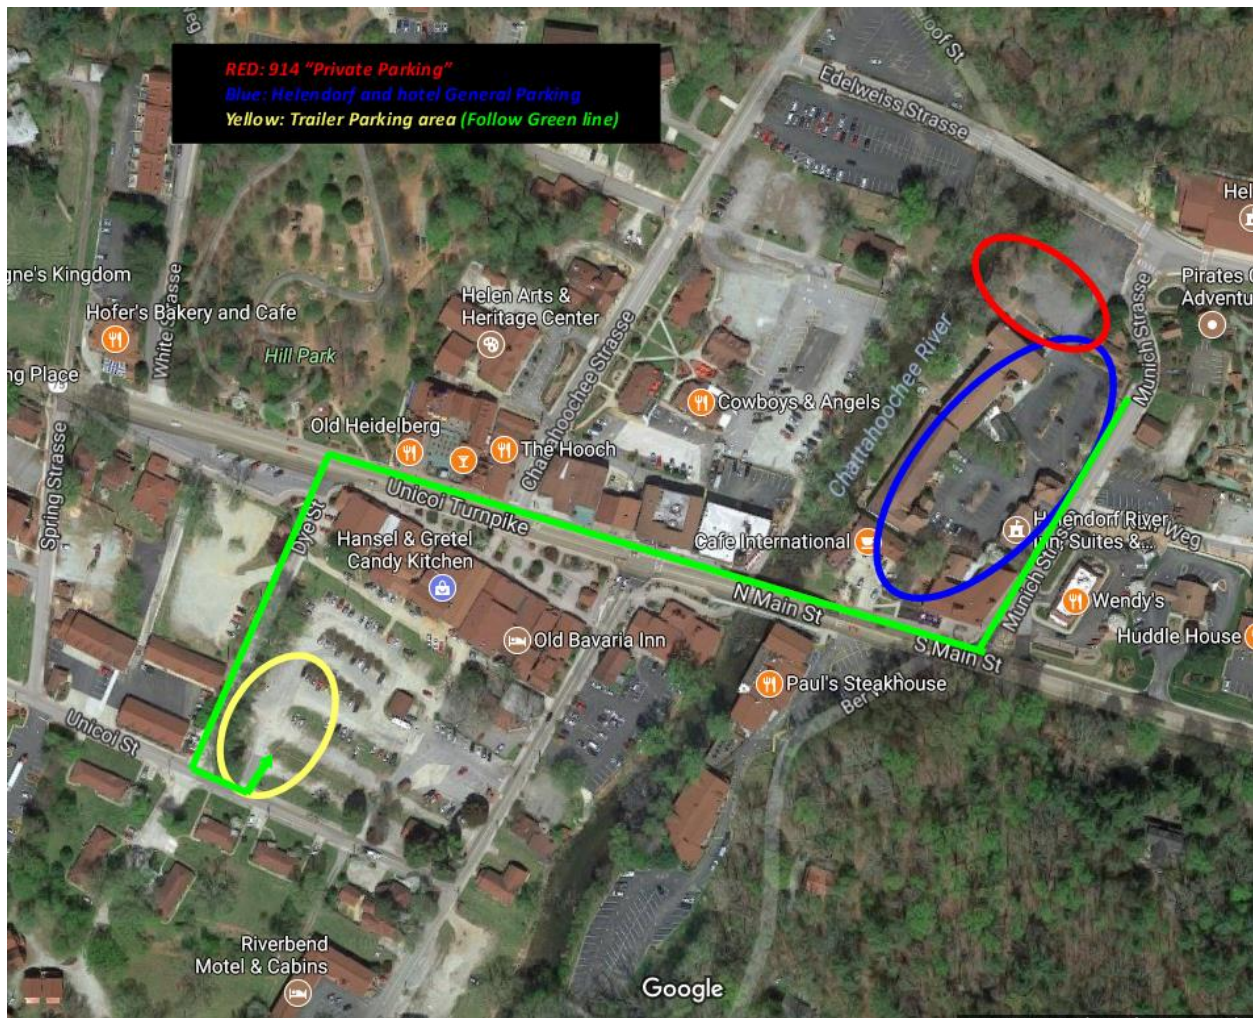 RED: 914 “Private Parking”
Blue: Helendorf and hotel General Parking
Yellow: Trailer Parking area (Follow Green line)
Edelweiss Strasse
Hel
Munich Strasse
Pirates
Adventu
gne's Kingdom
Hofer's Bakery and Cafe
White Strasse
Hill Park
Helen Arts &
Heritage Center
Chattahoochee Strasse
Chattahoochee River
ng Place
Spring Strasse
Old Heidelberg
The Hooch
Cowboys & Angels
Unicoi Turnpike
Dye St
Hansel & Gretel
Candy Kitchen
Cafe International
Helendorf River
Inn, Suites &...
Weg
Munich Strasse
N Main St
S Main St
Wendy's
Huddle House
Old Bavaria Inn
Paul's Steakhouse
Unicoi St
Riverbend
Motel & Cabins
Google